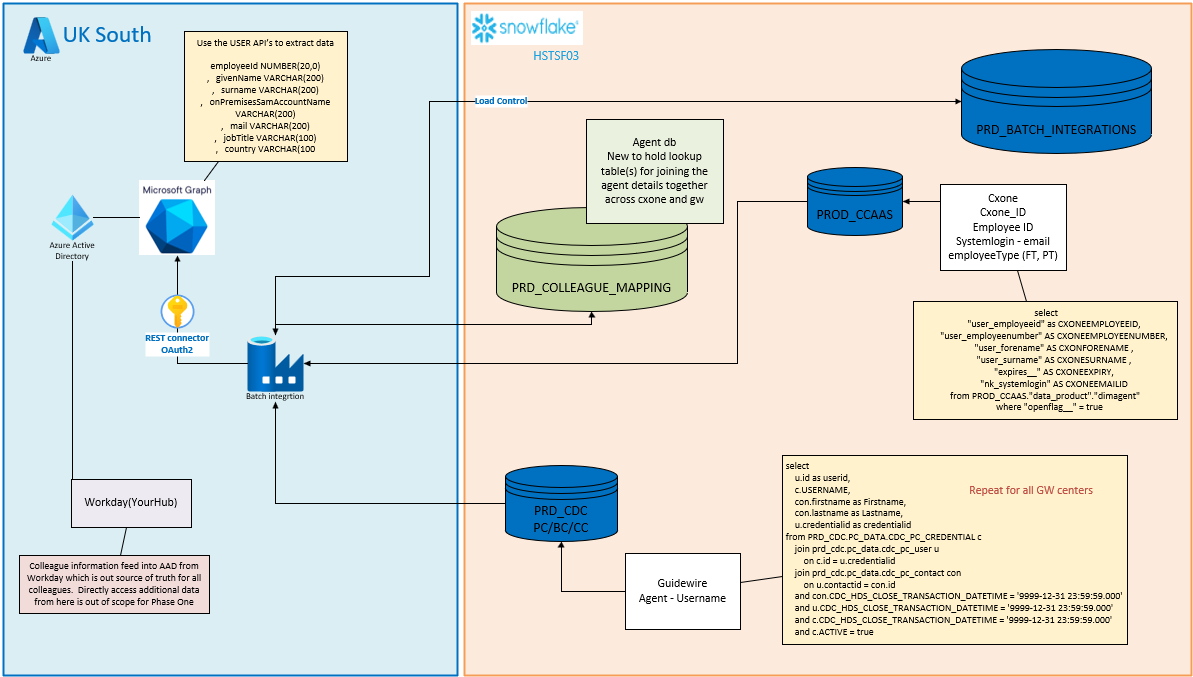 Azure
UK South
Use the USER API's to extract data
employeeId NUMBER(20,0)
, givenName VARCHAR(200)
, surname VARCHAR(200)
, onPremisesSamAccountName
VARCHAR(200)
, mail VARCHAR(200)
, jobTitle VARCHAR(100)
, country VARCHAR(100
Microsoft Graph
Azure Active
Directory
REST connector
OAuth2
Batch integrtion
Workday(YourHub)
Colleague information feed into AAD from
Workday which is out source of truth for all
colleagues. Directly access additional data
from here is out of scope for Phase One
snowflake®
HSTSF03
Load Control
PRD_BATCH_INTEGRATIONS
Agent db
New to hold lookup
table(s) for joining the
agent details together
across cxone and gw
PRD_COLLEAGUE_MAPPING
PROD_CCAAS
Cxone
Cxone_ID
Employee ID
Systemlogin - email
employeeType (FT, PT)
select
"user_employeeid" as CXONEEMPLOYEEID,
"user_employeenumber" AS CXONEEMPLOYEENUMBER,
"user_forename" AS CXONFORENAME ,
"user_surname" AS CXONESURNAME ,
"expires__" AS CXONEEXPIRY,
"nk_systemlogin" AS CXONEEMAILID
from PROD_CCAAS."data_product"."dimagent"
where "openflag__" = true
PRD_CDC
PC/BC/CC
Guidewire
Agent - Username
select
u.id as userid,
c.USERNAME,
con.firstname as Firstname,
con.lastname as Lastname,
u.credentialid as credentialid
from PRD_CDC.PC_DATA.CDC_PC_CREDENTIAL c
join prd_cdc.pc_data.cdc_pc_user u
on c.id = u.credentialid
join prd_cdc.pc_data.cdc_pc_contact con
on u.contactid = con.id
and con.CDC_HDS_CLOSE_TRANSACTION_DATETIME = '9999-12-31 23:59:59.000'
and u.CDC_HDS_CLOSE_TRANSACTION_DATETIME = '9999-12-31 23:59:59.000'
and c.CDC_HDS_CLOSE_TRANSACTION_DATETIME = '9999-12-31 23:59:59.000'
and c.ACTIVE = true
Repeat for all GW centers